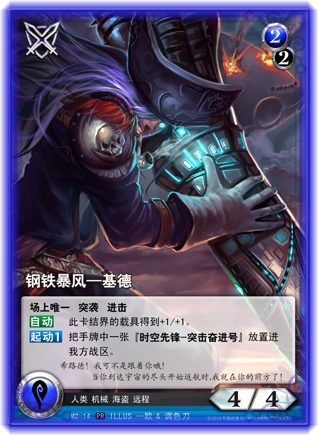 2
2
钢铁暴风—基德
场上唯一 突袭 进击
自动 此卡结界的载具得到+1/+1。
起动1 把手牌中一张『时空先锋—突击奋进号』放置进
我方战区。
希路德！我可不是跟着你哦！
当你到达宇宙的尽头开始返航时,我就在你的前方了!
4/4
人类 机械 海盗 远程
M2-14 PR ILLUS 一欧 & 调色刀